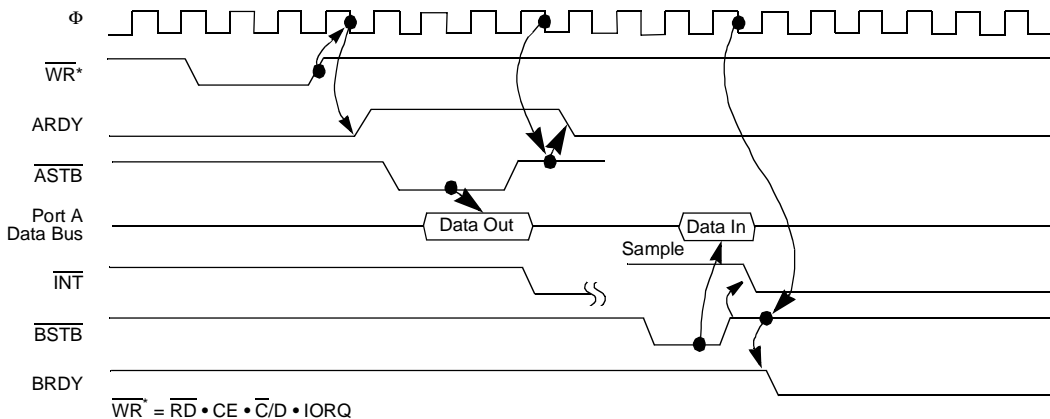 Φ
WR*
ARDY
ASTB
Port A
Data Bus
Data Out
Data In
Sample
INT
BSTB
BRDY
WR* = RD • CE • C/D • IORQ